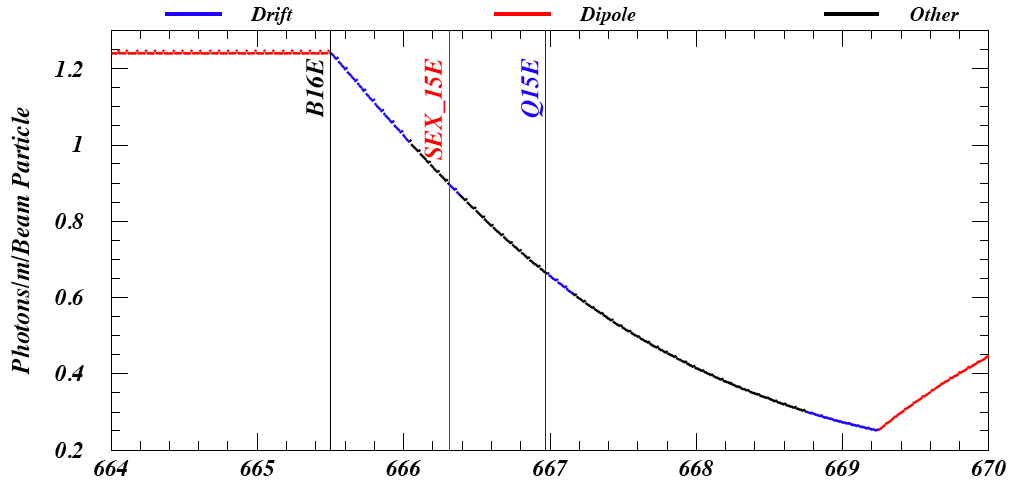 Drift Dipole Other
Photons/m/Beam Particle
1.2
1
0.8
0.6
0.4
0.2
B16E
SEX_15E
Q15E
664 665 666 667 668 669 670